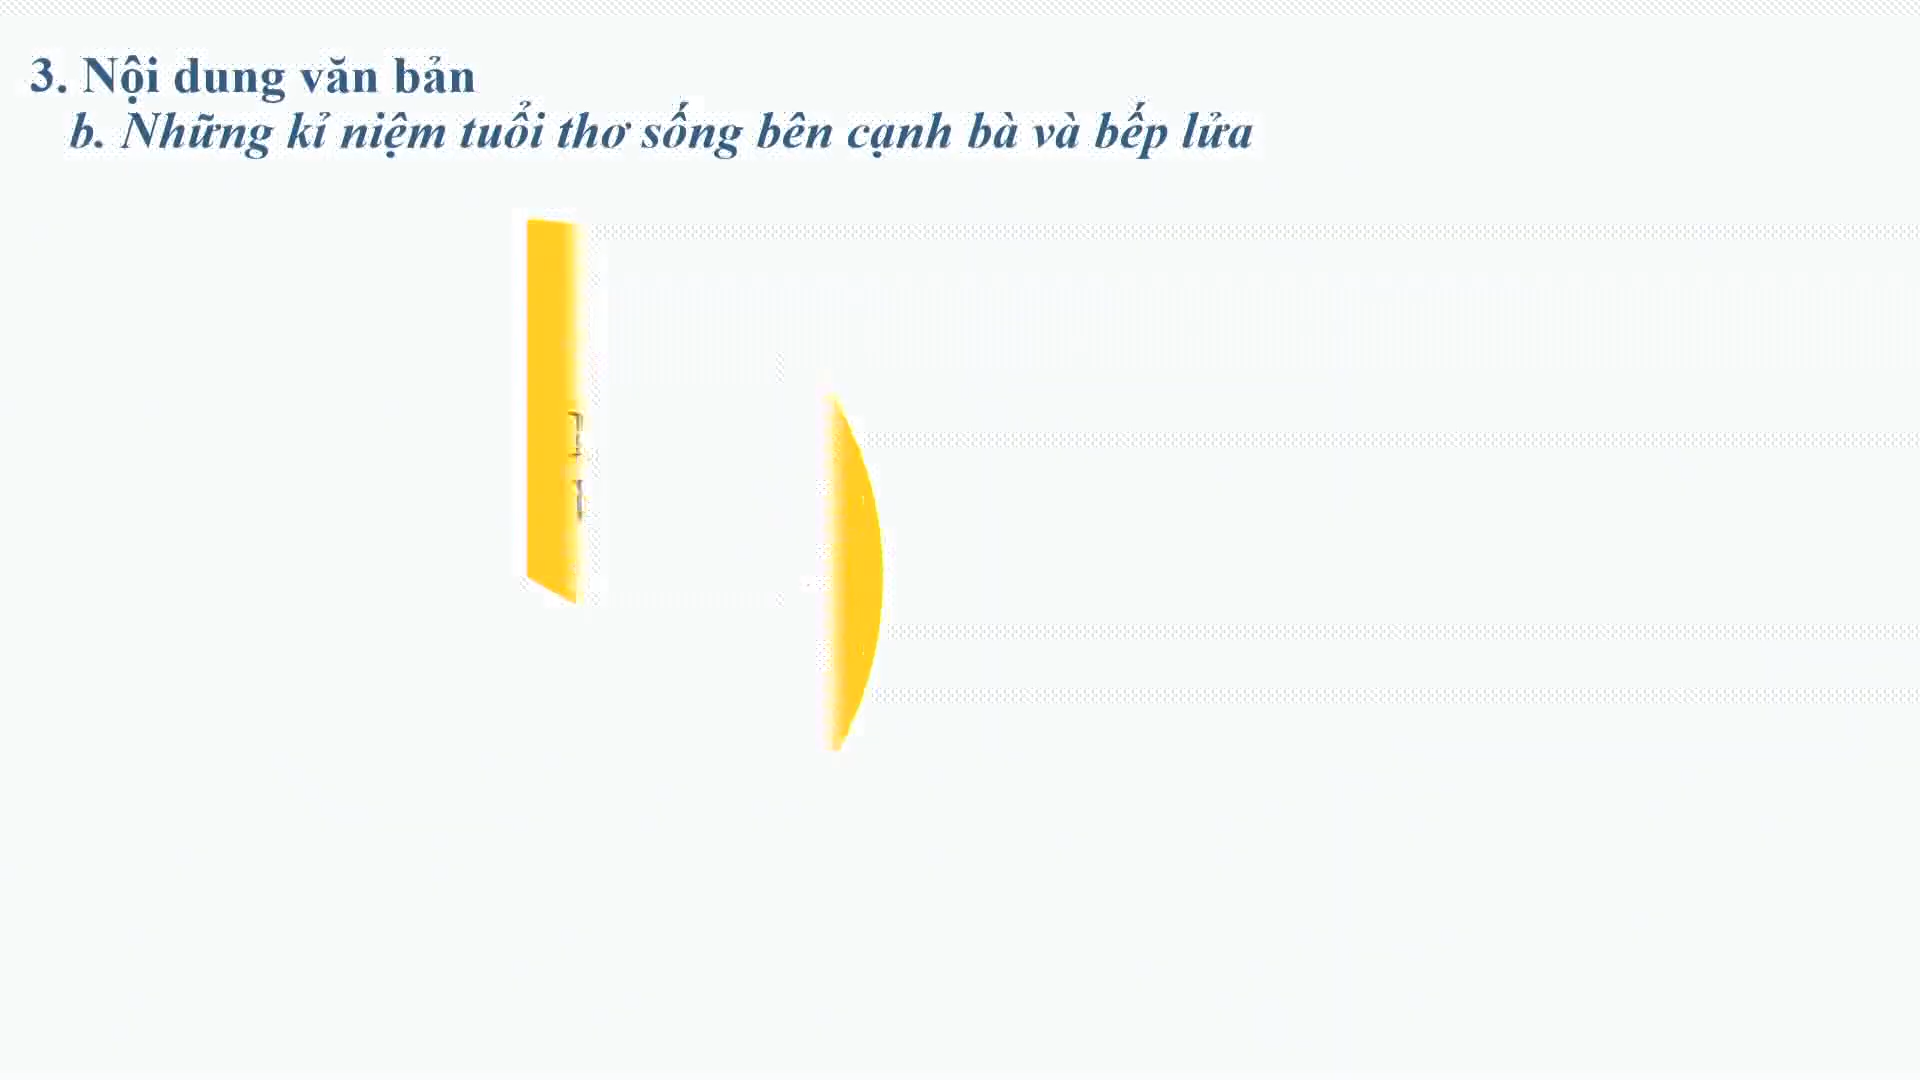 3. Nội dung văn bản
b. Những kỉ niệm tuổi thơ sống bên cạnh bà và bếp lửa